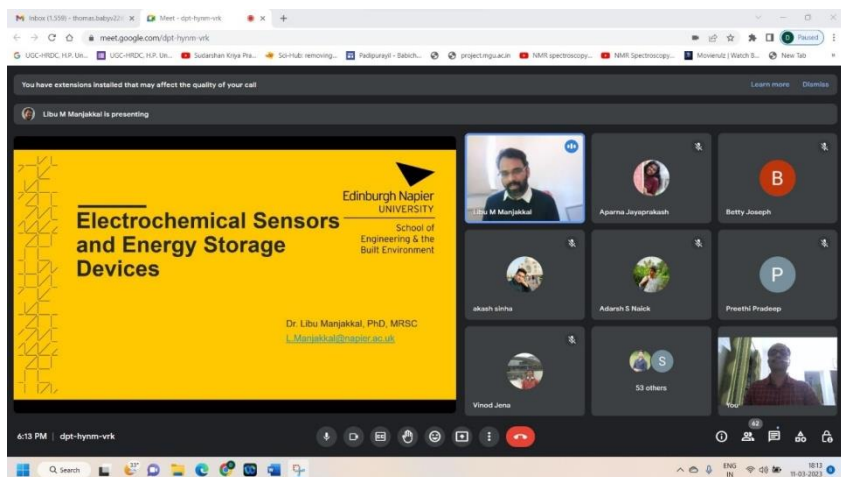 Inbox (1,559) - thomas.babyv22
Meet - dpt-hynm-vrk
meet.google.com/dpt-hynm-vrk
Paused
UGC-HRDC, H.P. Un...
UGC-HRDC, H.P. Un...
Sudarshan Kriya Pra...
Sci-Hub: removing...
Padipurayil - Babich...
project.mgu.ac.in
NMR spectroscopy...
NMR Spectroscopy...
Movierulz | Watch B...
New Tab
You have extensions installed that may affect the quality of your call
Learn more
Dismiss
Libu M Manjakkal is presenting
Edinburgh Napier
UNIVERSITY
School of
Engineering & the
Built Environment
Electrochemical Sensors
and Energy Storage
Devices
Dr. Libu Manjakkal, PhD, MRSC
L.Manjakkal@napier.ac.uk
Libu M Manjakkal
Aparna Jayaprakash
B
Betty Joseph
akash sinha
Adarsh S Naick
P
Preethi Pradeep
Vinod Jena
S
53 others
You
6:13 PM | dpt-hynm-vrk
62
Search
33°
ENG
IN
18:13
11-03-2023